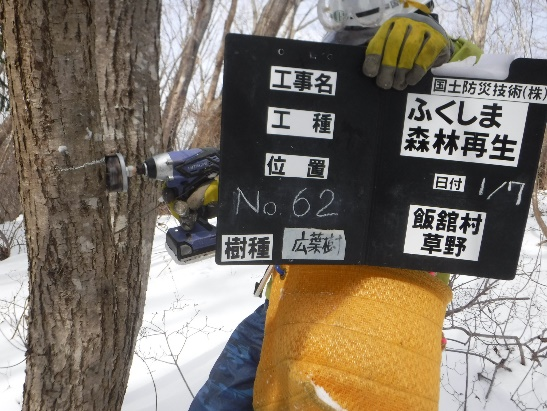 工事名
国土防災技術(株)
ふくしま
森林再生
工種
位置
日付 1/7
No. 62
飯舘村
草野
樹種 広葉樹